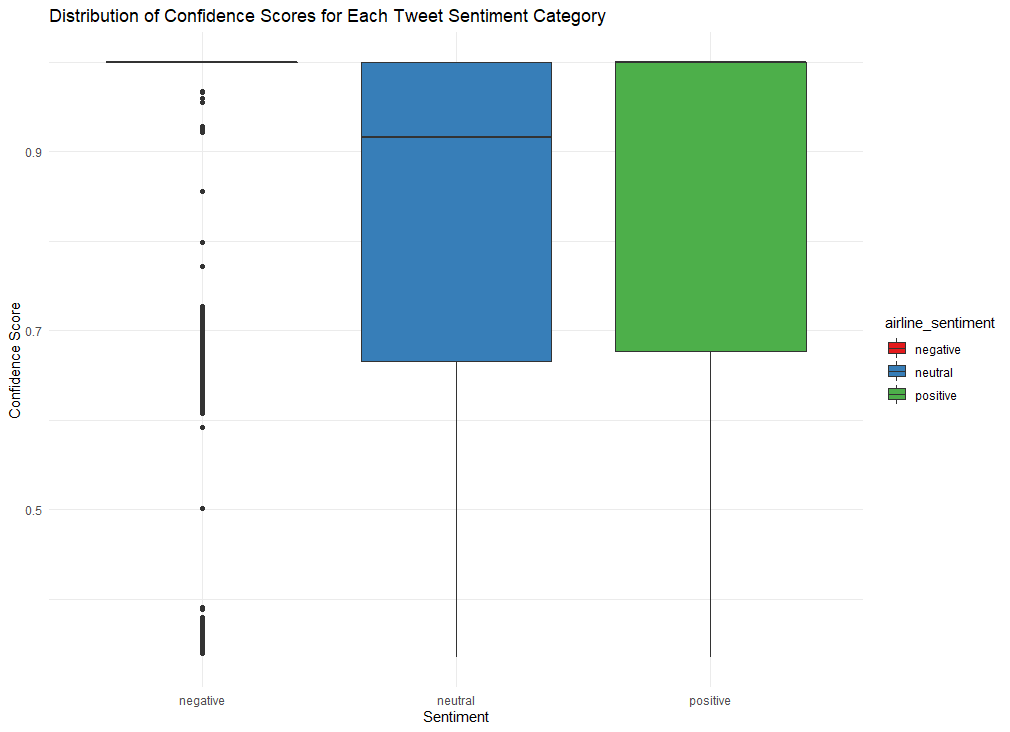 Distribution of Confidence Scores for Each Tweet Sentiment Category
Confidence Score
0.9
0.7
0.5
negative
neutral
positive
Sentiment
airline_sentiment
negative
neutral
positive